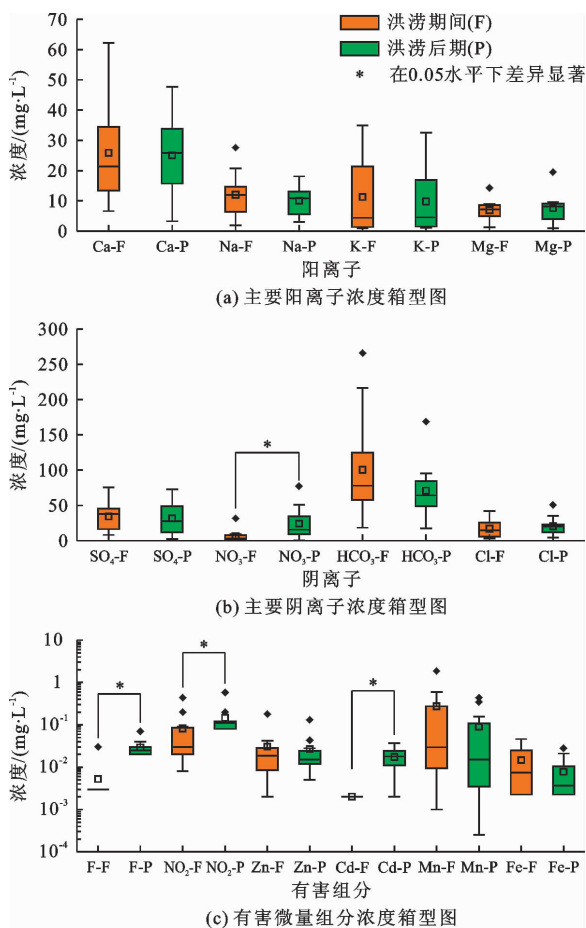 70
60
50
40
30
20
10
0
浓度/(mg·L⁻¹)
洪涝期间(F)
洪涝后期(P)
* 在0.05水平下差异显著
Ca-F Ca-P Na-F Na-P K-F K-P Mg-F Mg-P
阳离子
(a) 主要阳离子浓度箱型图
300
250
200
150
100
50
0
浓度/(mg·L⁻¹)
*
SO₄-F SO₄-P NO₃-F NO₃-P HCO₃-F HCO₃-P Cl-F Cl-P
阴离子
(b) 主要阴离子浓度箱型图
1
10⁻¹
10⁻²
10⁻³
10⁻⁴
浓度/(mg·L⁻¹)
* * *
F-F F-P NO₂-F NO₂-P Zn-F Zn-P Cd-F Cd-P Mn-F Mn-P Fe-F Fe-P
有害组分
(c) 有害微量组分浓度箱型图